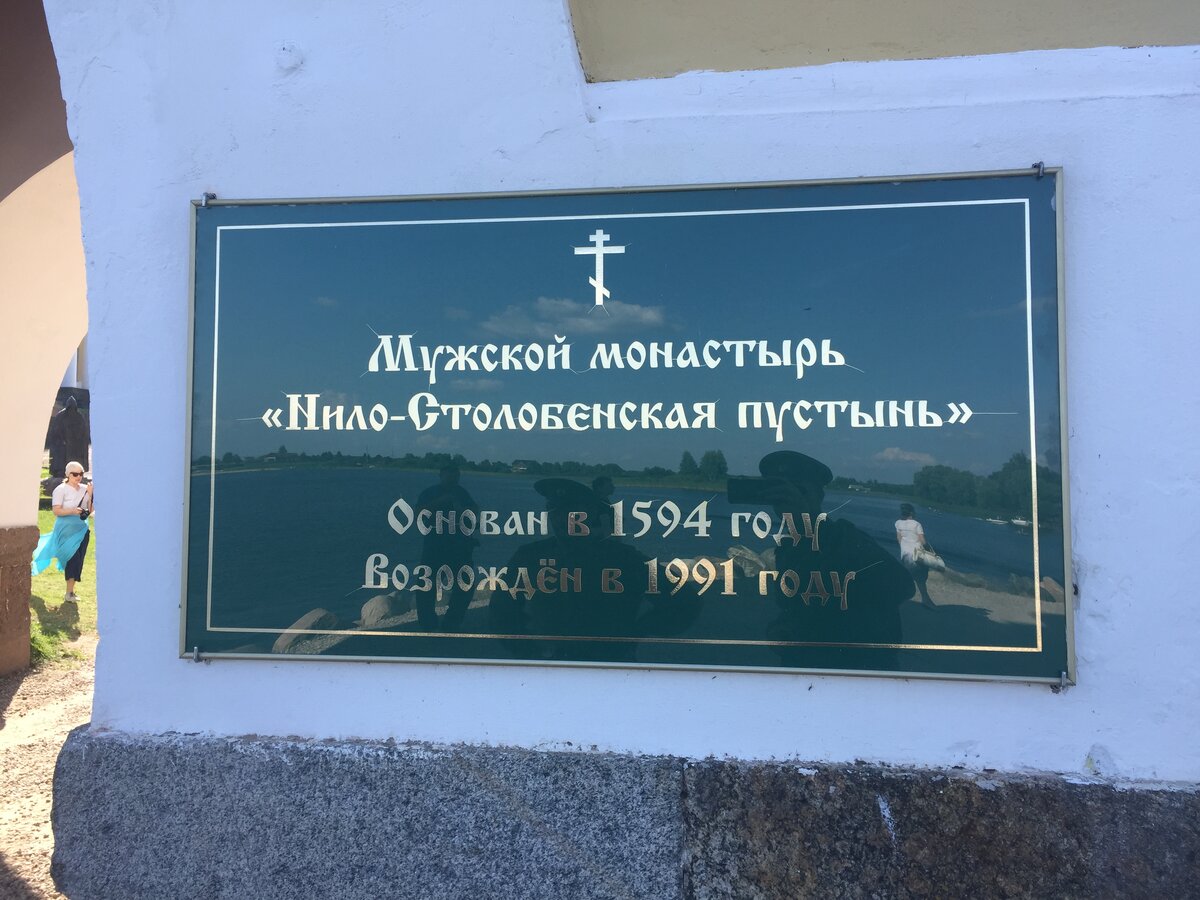 Мужской монастырь
«Нило-Столобенская пустынь»
Основан в 1594 году
Возрождён в 1991 году